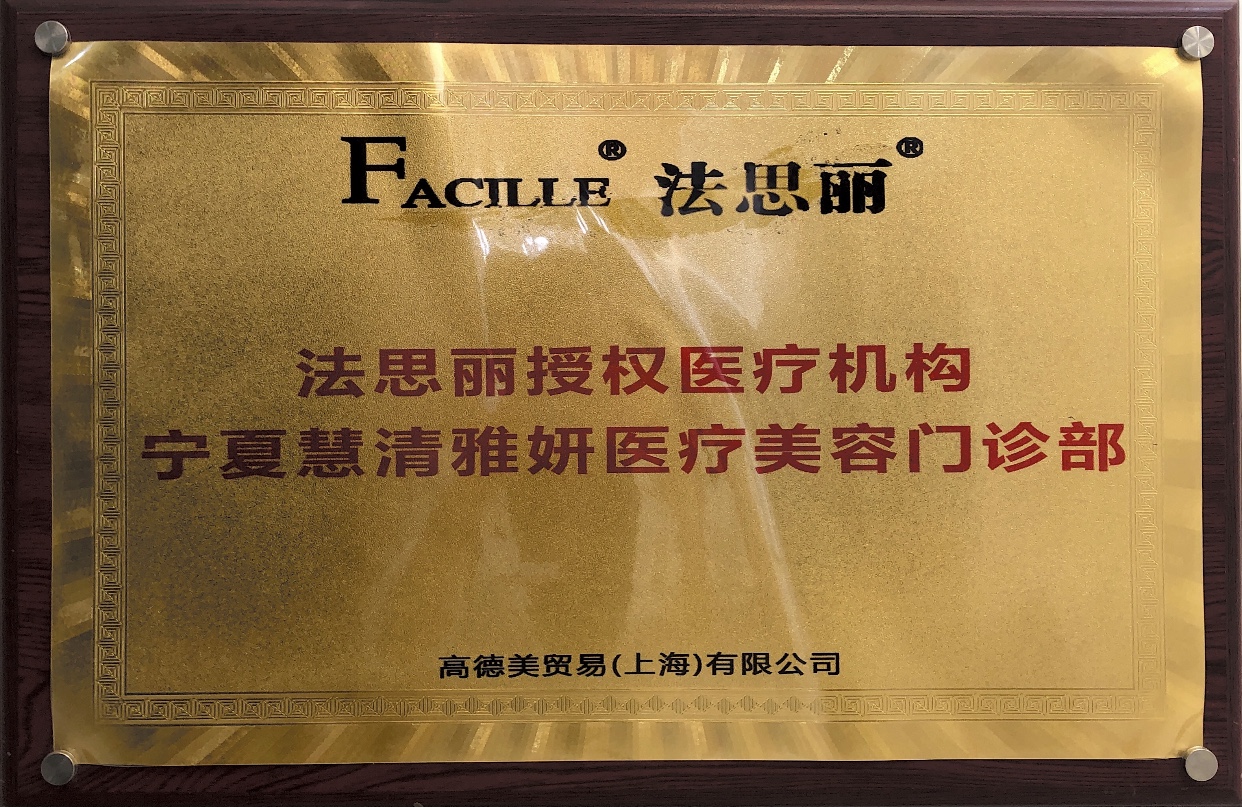 FACILLE® 法思丽®
法思丽授权医疗机构
宁夏慧清雅妍医疗美容门诊部
高德美贸易(上海)有限公司